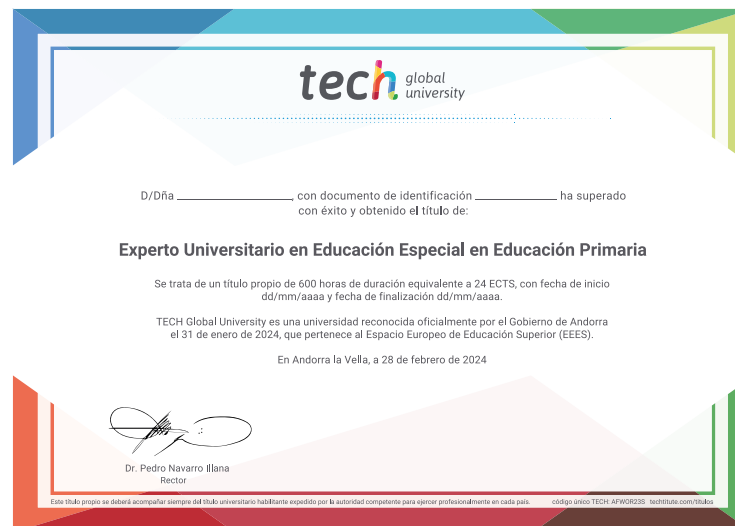 tech global university
D/Dña ____________, con documento de identificación ____________ ha superado
con éxito y obtenido el título de:
Experto Universitario en Educación Especial en Educación Primaria
Se trata de un título propio de 600 horas de duración equivalente a 24 ECTS, con fecha de inicio
dd/mm/aaaa y fecha de finalización dd/mm/aaaa.
TECH Global University es una universidad reconocida oficialmente por el Gobierno de Andorra
el 31 de enero de 2024, que pertenece al Espacio Europeo de Educación Superior (EEES).
En Andorra la Vella, a 28 de febrero de 2024
Dr. Pedro Navarro Illana
Rector
Este título propio se deberá acompañar siempre del título universitario habilitante expedido por la autoridad competente para ejercer profesionalmente en cada país. código único TECH: AFWOR23S techtitute.com/titulos